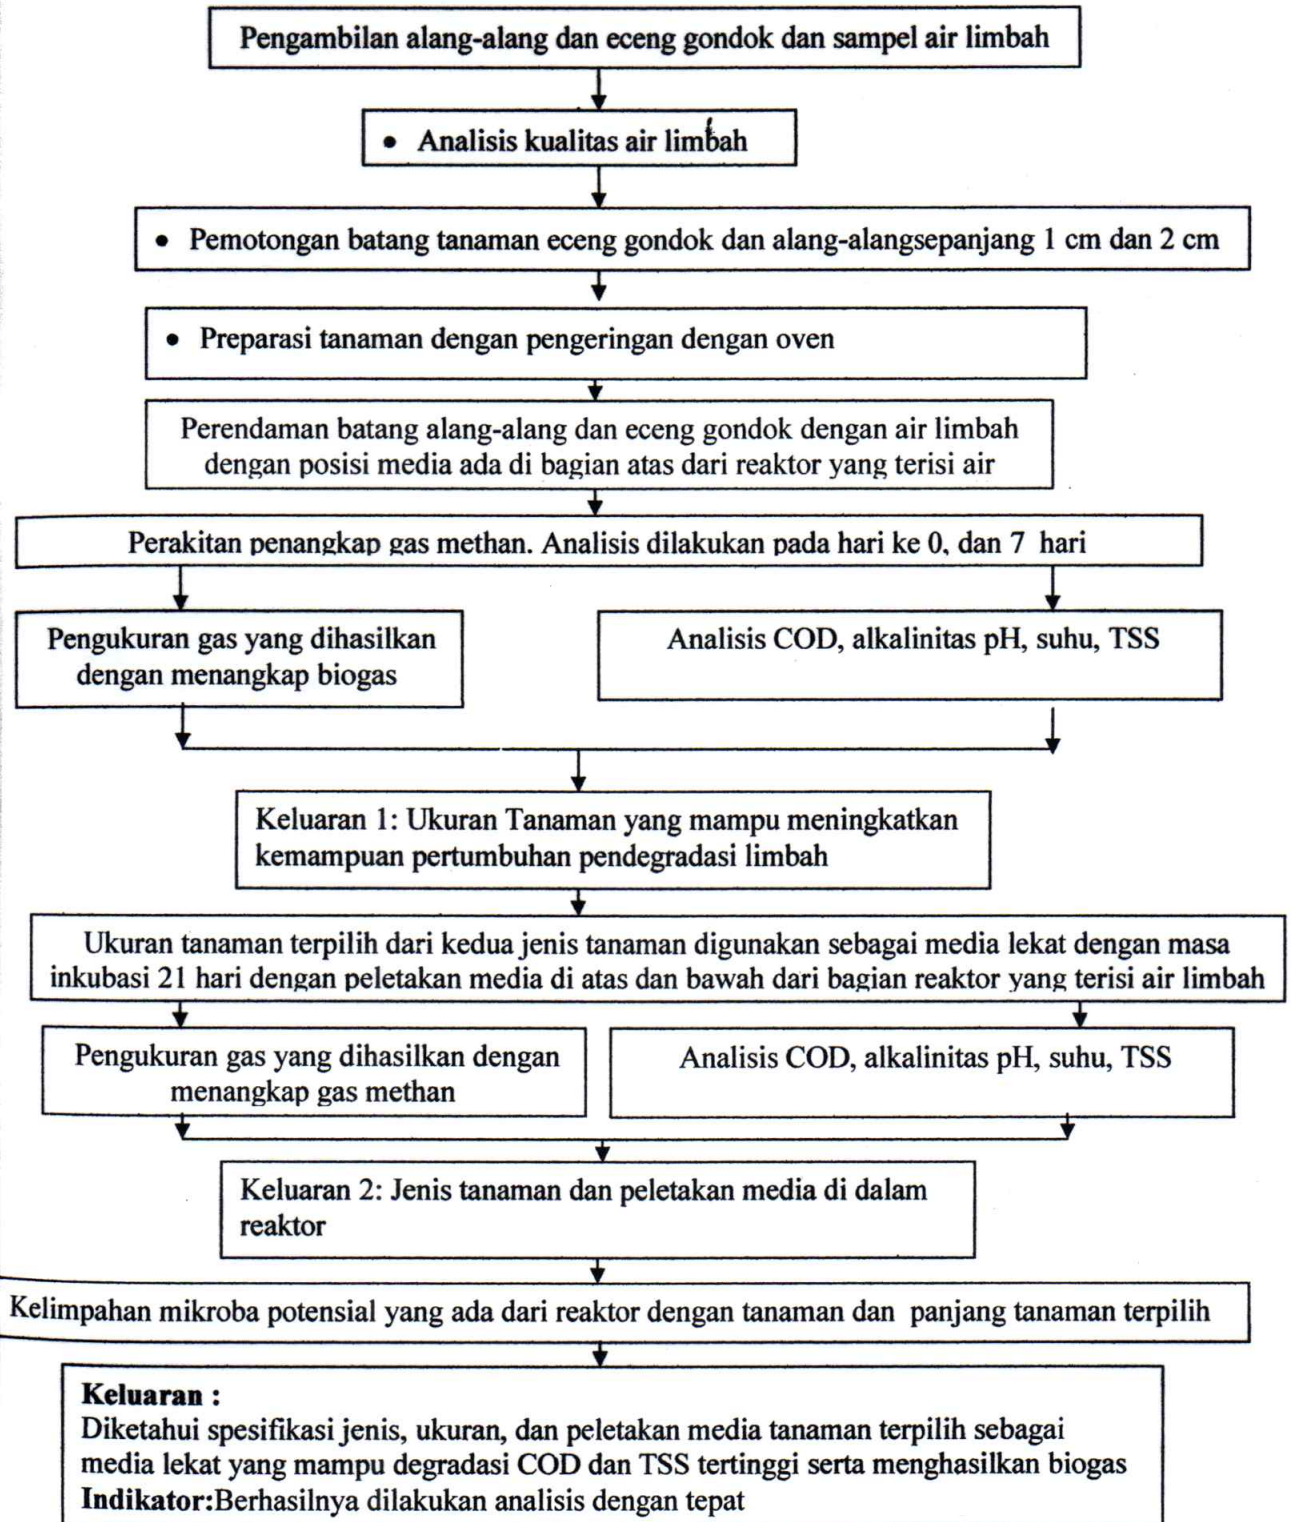 Pengambilan alang-alang dan eceng gondok dan sampel air limbah
• Analisis kualitas air limbah
• Pemotongan batang tanaman eceng gondok dan alang-alangsepanjang 1 cm dan 2 cm
• Preparasi tanaman dengan pengeringan dengan oven
Perendaman batang alang-alang dan eceng gondok dengan air limbah
dengan posisi media ada di bagian atas dari reaktor yang terisi air
Perakitan penangkap gas methan. Analisis dilakukan pada hari ke 0, dan 7 hari
Pengukuran gas yang dihasilkan
dengan menangkap biogas
Analisis COD, alkalinitas pH, suhu, TSS
Keluaran 1: Ukuran Tanaman yang mampu meningkatkan
kemampuan pertumbuhan pendegradasi limbah
Ukuran tanaman terpilih dari kedua jenis tanaman digunakan sebagai media lekat dengan masa
inkubasi 21 hari dengan peletakan media di atas dan bawah dari bagian reaktor yang terisi air limbah
Pengukuran gas yang dihasilkan dengan
menangkap gas methan
Analisis COD, alkalinitas pH, suhu, TSS
Keluaran 2: Jenis tanaman dan peletakan media di dalam
reaktor
Kelimpahan mikroba potensial yang ada dari reaktor dengan tanaman dan panjang tanaman terpilih
Keluaran :
Diketahui spesifikasi jenis, ukuran, dan peletakan media tanaman terpilih sebagai
media lekat yang mampu degradasi COD dan TSS tertinggi serta menghasilkan biogas
Indikator:Berhasilnya dilakukan analisis dengan tepat